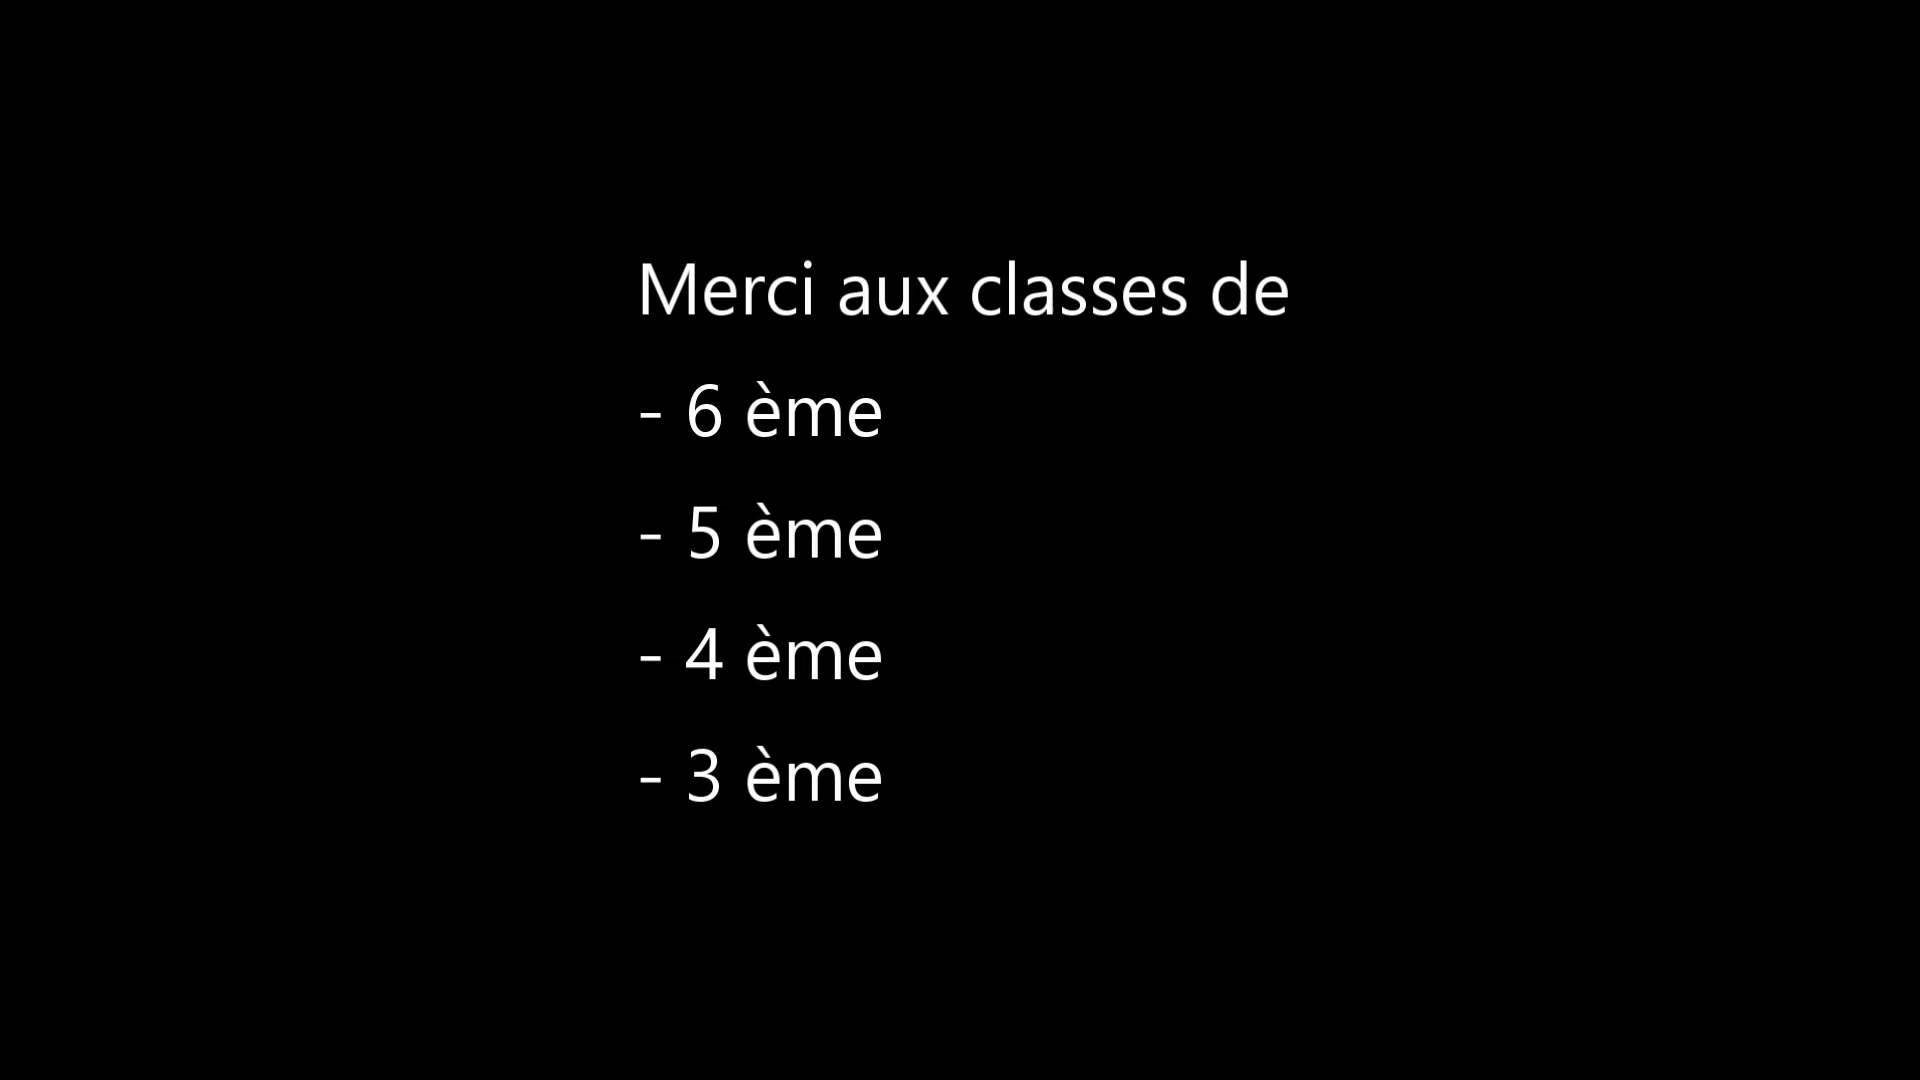 Merci aux classes de
- 6 ème
- 5 ème
- 4 ème
- 3 ème